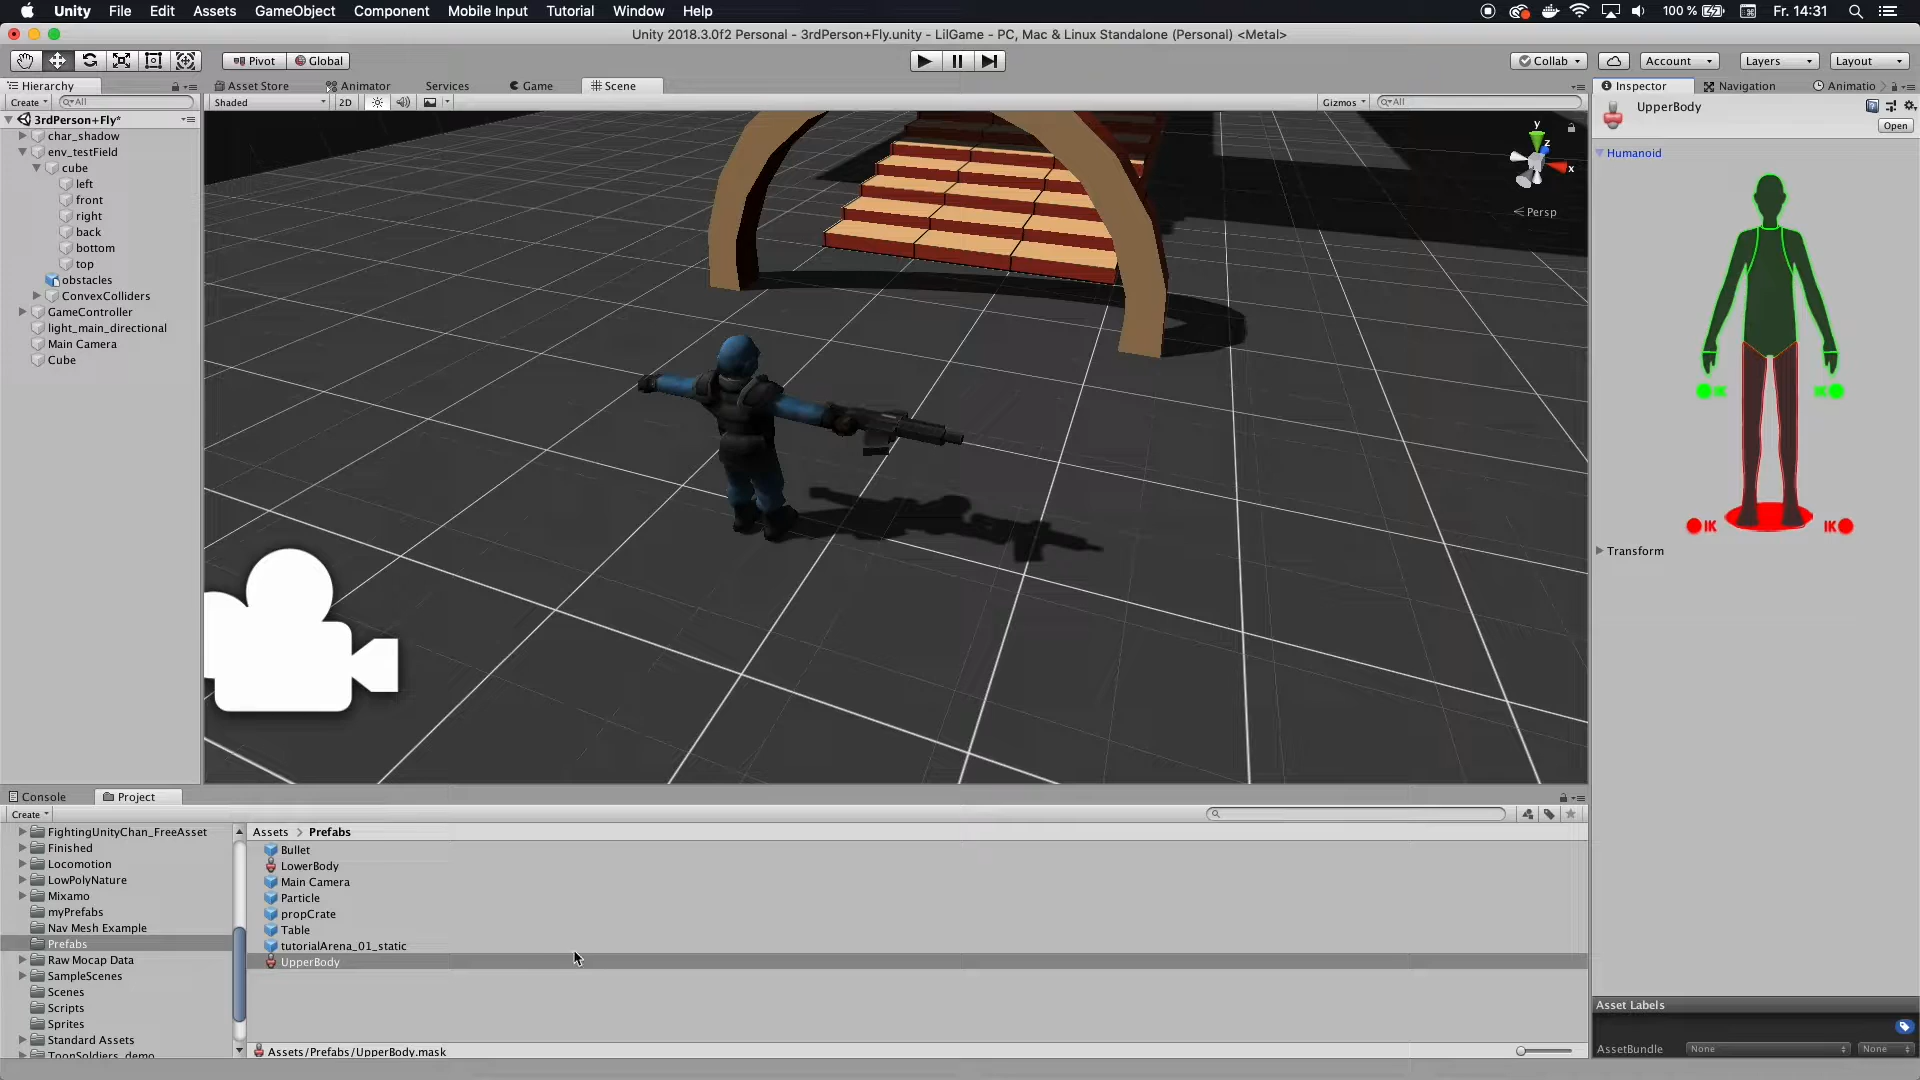 Unity File Edit Assets GameObject Component Mobile Input Tutorial Window Help 100 % Fr. 14:31
Unity 2018.3.0f2 Personal - 3rdPerson+Fly.unity - LilGame - PC, Mac & Linux Standalone (Personal) <Metal>
Pivot Global Collab Account Layers Layout
Hierarchy Asset Store Animator Services Game Scene Inspector Navigation Animatio
Create All Shaded 2D Gizmos All UpperBody
3rdPerson+Fly* Open
char_shadow
env_testField
cube
left
front
right
back
bottom
top
obstacles
ConvexColliders
GameController
light_main_directional
Main Camera
Cube
y
z
x
Persp
Humanoid
IK IK
IK IK
Transform
Console Project
Create
FightingUnityChan_FreeAsset
Finished
Locomotion
LowPolyNature
Mixamo
myPrefabs
Nav Mesh Example
Prefabs
Raw Mocap Data
SampleScenes
Scenes
Scripts
Sprites
Standard Assets
ToonSoldiers_demo
Assets > Prefabs
Bullet
LowerBody
Main Camera
Particle
propCrate
Table
tutorialArena_01_static
UpperBody
Assets/Prefabs/UpperBody.mask
Asset Labels
AssetBundle None None